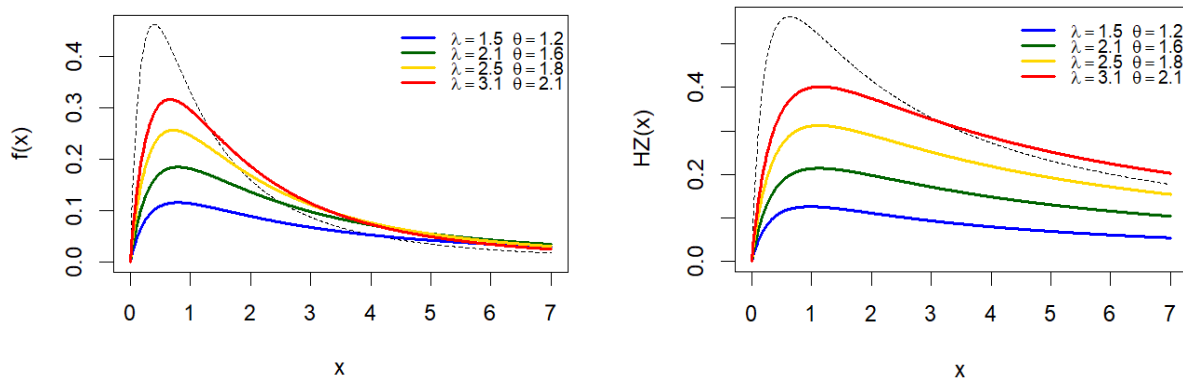 f(x)
0.4
0.3
0.2
0.1
0.0
λ = 1.5 θ = 1.2
λ = 2.1 θ = 1.6
λ = 2.5 θ = 1.8
λ = 3.1 θ = 2.1
0 1 2 3 4 5 6 7
x
HZ(x)
0.4
0.2
0.0
λ = 1.5 θ = 1.2
λ = 2.1 θ = 1.6
λ = 2.5 θ = 1.8
λ = 3.1 θ = 2.1
0 1 2 3 4 5 6 7
x